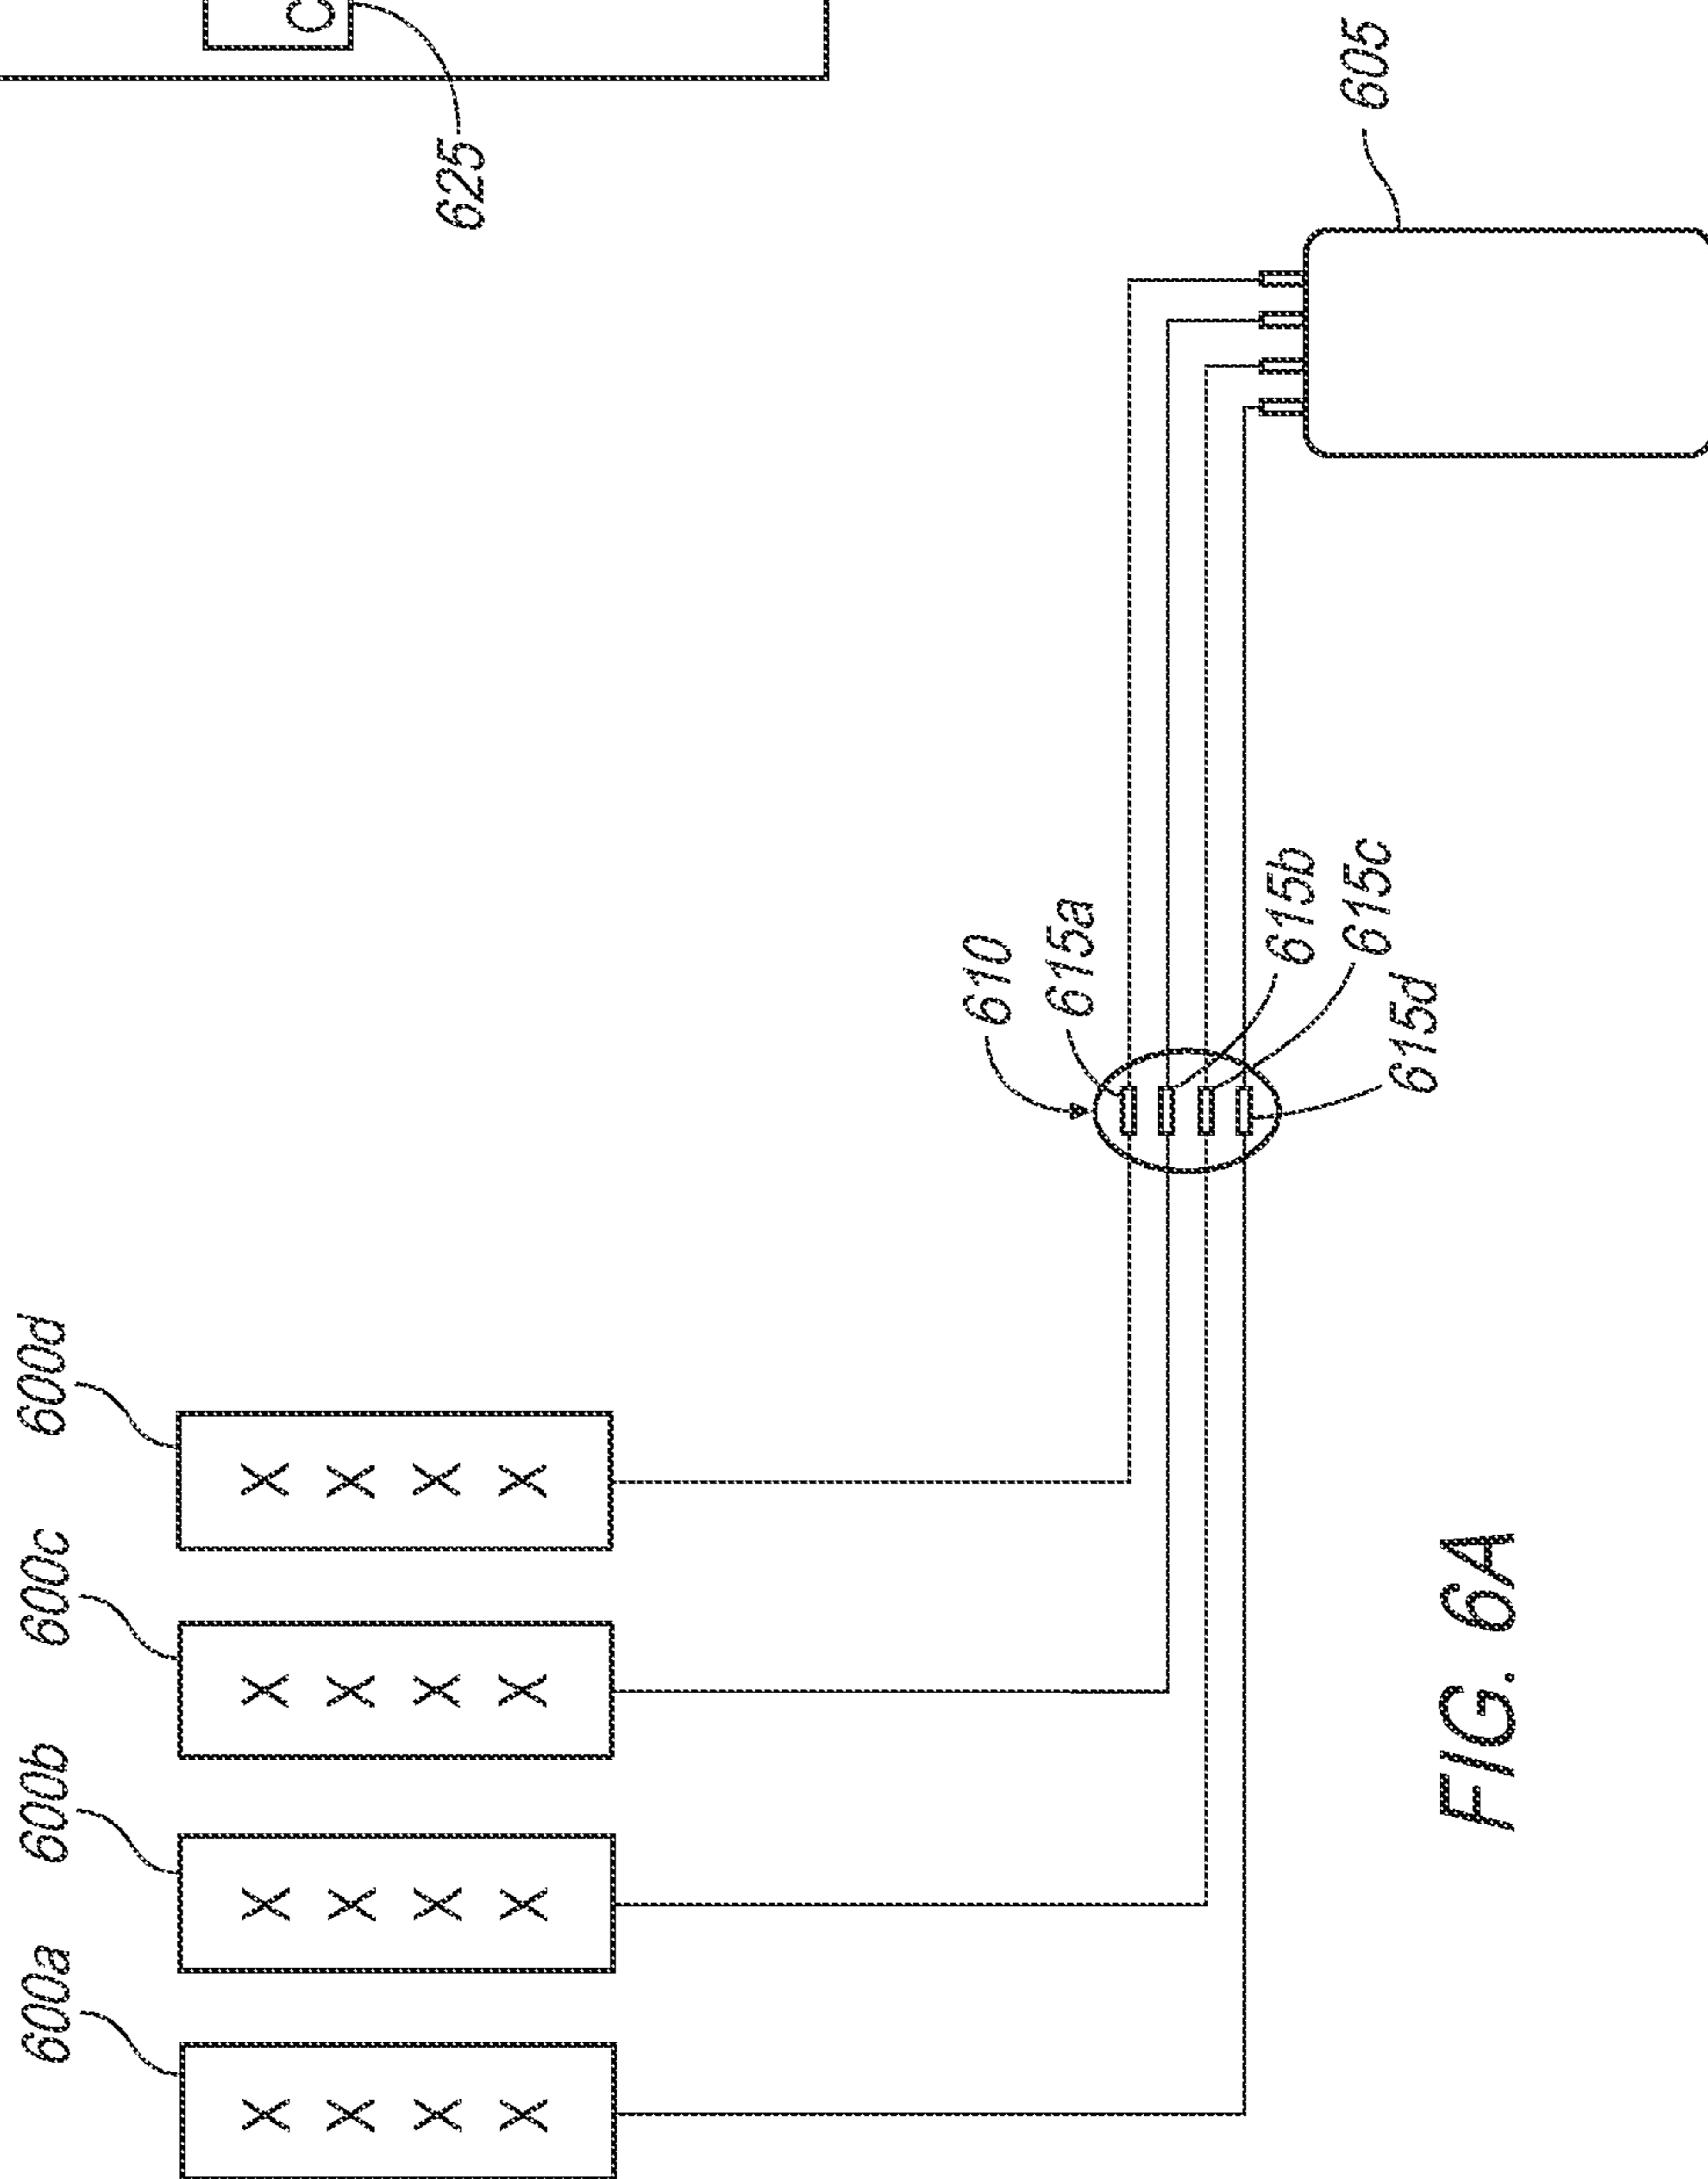 600a
600b
600c
600d
X X X X
X X X X
X X X X
X X X X
610
615a
615b
615c
615d
625
605
FIG. 6A